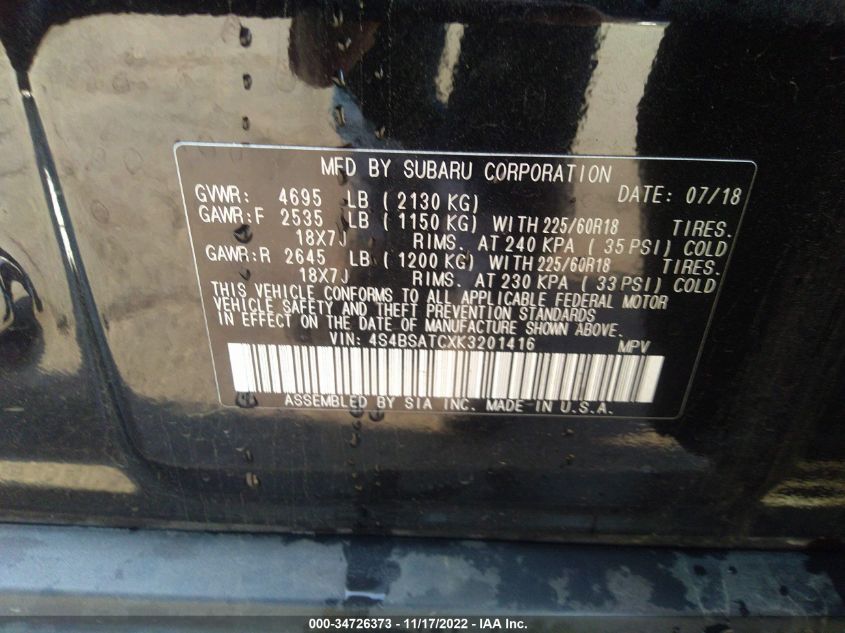 MFD BY SUBARU CORPORATION
GVWR: 4695 LB ( 2130 KG) DATE: 07/18
GAWR:F 2535 LB ( 1150 KG) WITH 225/60R18 TIRES.
18X7J RIMS. AT 240 KPA ( 35 PSI) COLD
GAWR:R 2645 LB ( 1200 KG) WITH 225/60R18 TIRES.
18X7J RIMS. AT 230 KPA ( 33 PSI) COLD
THIS VEHICLE CONFORMS TO ALL APPLICABLE FEDERAL MOTOR
VEHICLE SAFETY AND THEFT PREVENTION STANDARDS
IN EFFECT ON THE DATE OF MANUFACTURE SHOWN ABOVE.
VIN: 4S4BSATCXK3201416 MPV
ASSEMBLED BY SIA INC. MADE IN U.S.A.
000-34726373 - 11/17/2022 - IAA Inc.